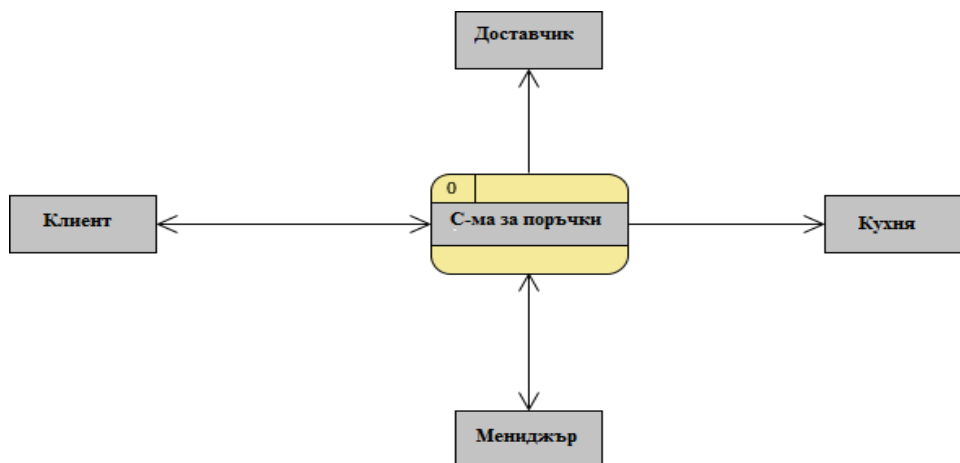 Доставчик
0
Клиент
С-ма за поръчки
Кухня
Мениджър